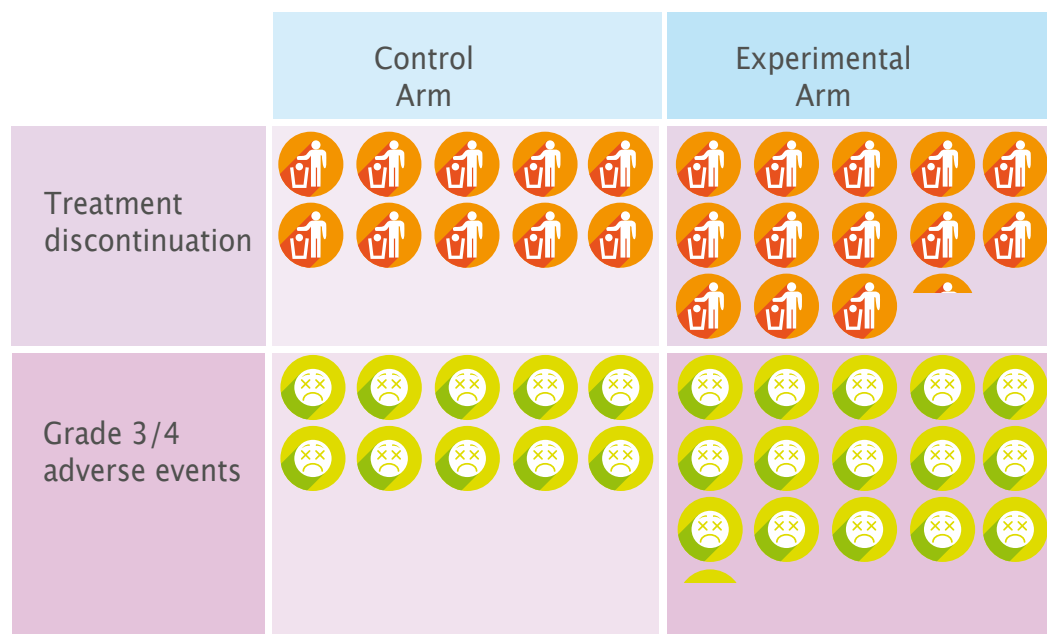 Control
Arm
Experimental
Arm
Treatment
discontinuation
Grade 3/4
adverse events